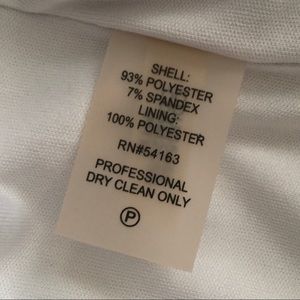 SHELL:
93% POLYESTER
7% SPANDEX
LINING:
100% POLYESTER
RN#54163
PROFESSIONAL
DRY CLEAN ONLY
P